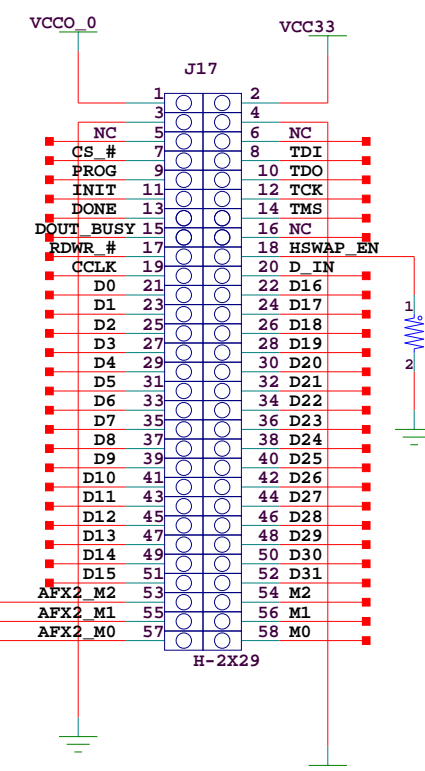 VCCO_0 VCC33
J17
1 2
3 4
NC 5 6 NC
CS_# 7 8 TDI
PROG 9 10 TDO
INIT 11 12 TCK
DONE 13 14 TMS
DOUT_BUSY 15 16 NC
RDWR_# 17 18 HSWAP_EN
CCLK 19 20 D_IN
D0 21 22 D16
D1 23 24 D17 1
D2 25 26 D18
D3 27 28 D19
D4 29 30 D20 2
D5 31 32 D21
D6 33 34 D22
D7 35 36 D23
D8 37 38 D24
D9 39 40 D25
D10 41 42 D26
D11 43 44 D27
D12 45 46 D28
D13 47 48 D29
D14 49 50 D30
D15 51 52 D31
AFX2_M2 53 54 M2
AFX2_M1 55 56 M1
AFX2_M0 57 58 M0
H-2X29